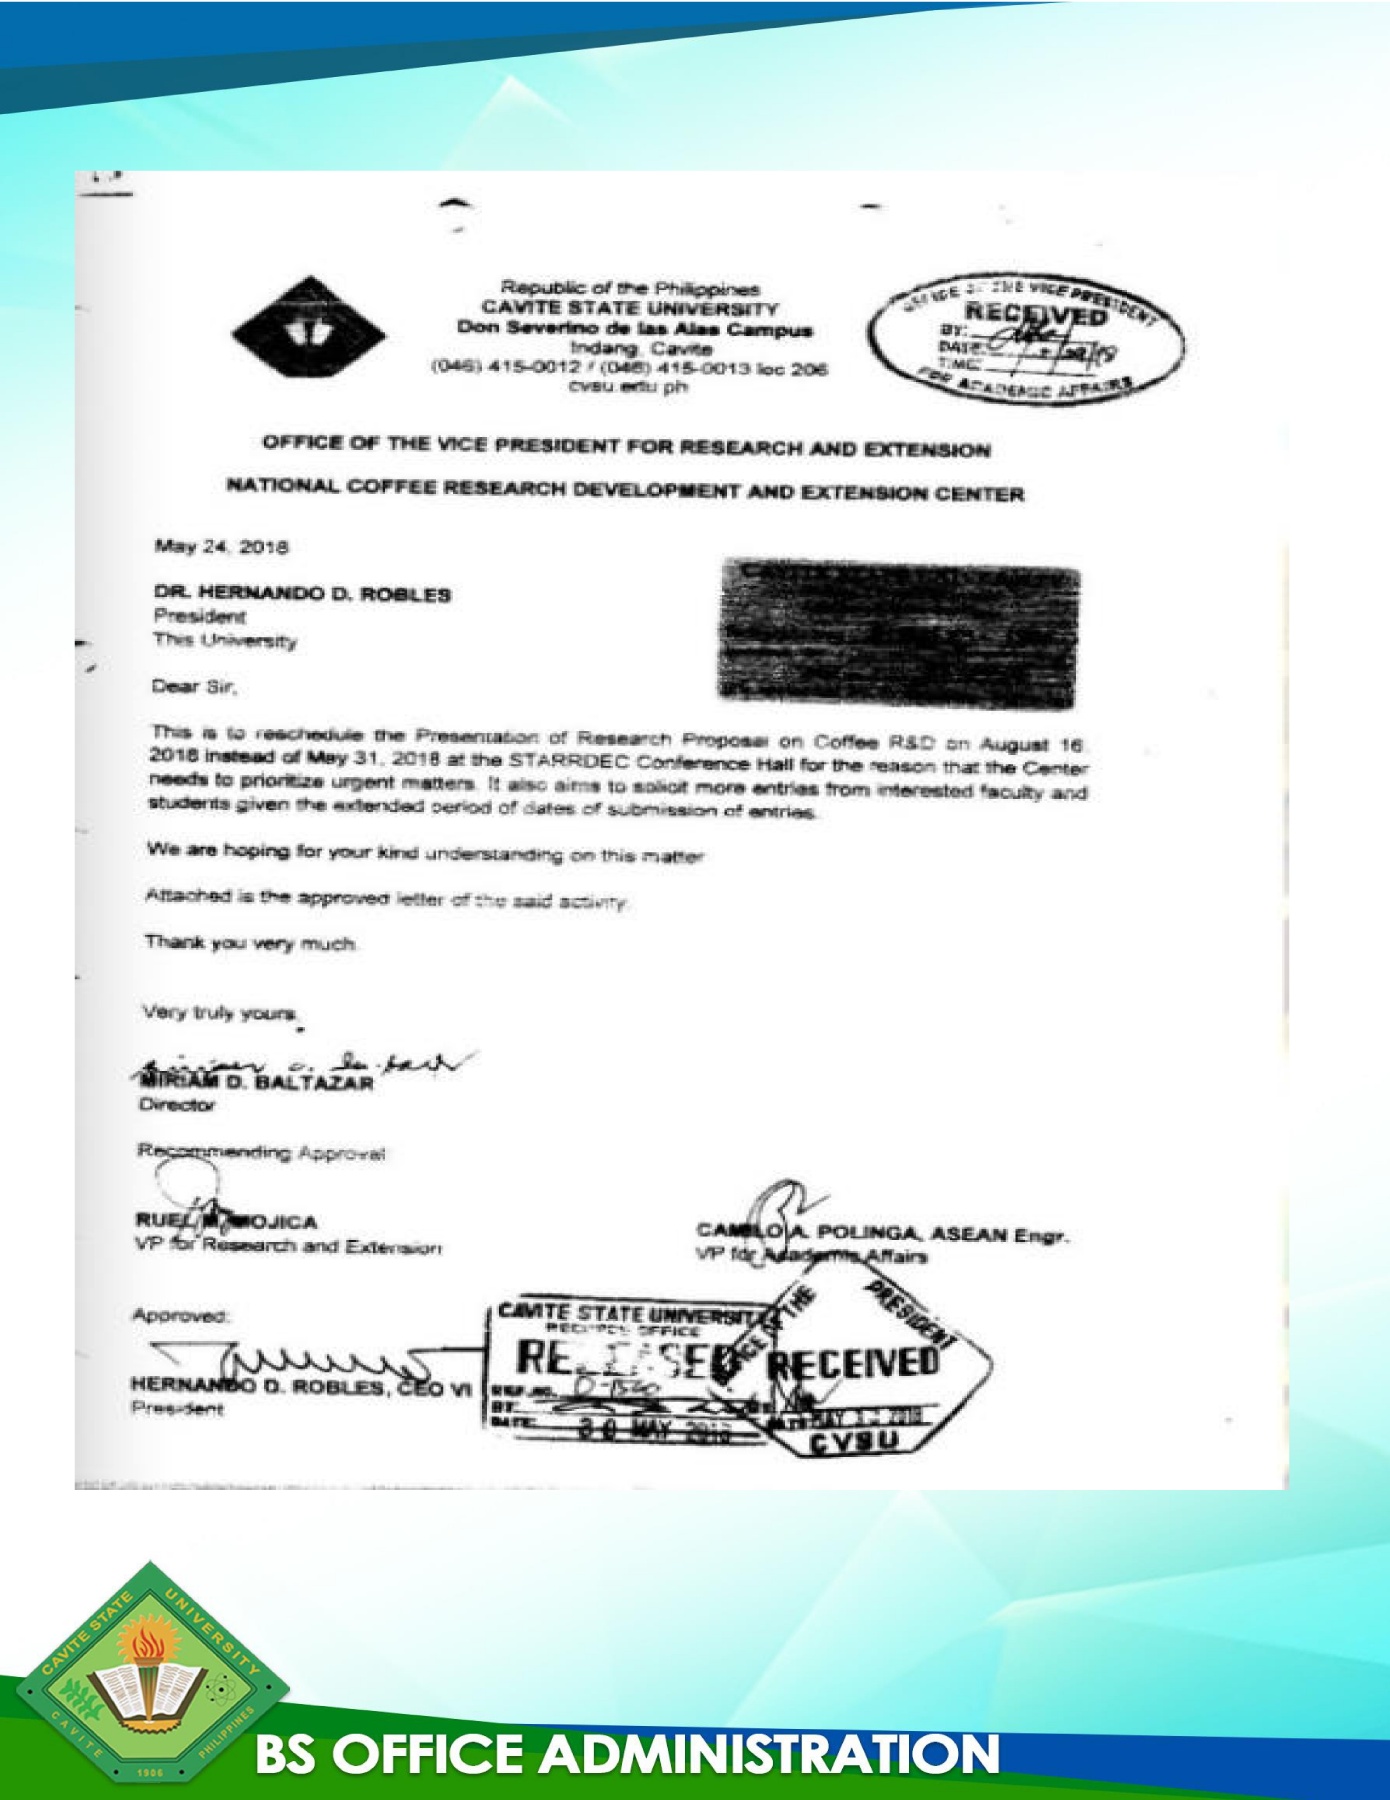 Republic of the Philippines
CAVITE STATE UNIVERSITY
Don Severino de las Alas Campus
Indang, Cavite
(046) 415-0012 / (046) 415-0013 loc 206
cvsu.edu.ph
OFFICE OF THE VICE PRESIDENT
RECEIVED
BY:
DATE:
TIME:
FOR ACADEMIC AFFAIRS
OFFICE OF THE VICE PRESIDENT FOR RESEARCH AND EXTENSION
NATIONAL COFFEE RESEARCH DEVELOPMENT AND EXTENSION CENTER
May 24, 2018
DR. HERNANDO D. ROBLES
President
This University
Dear Sir,
This is to reschedule the Presentation of Research Proposal on Coffee R&D on August 16,
2018 instead of May 31, 2018 at the STARRDEC Conference Hall for the reason that the Center
needs to prioritize urgent matters. It also aims to solicit more entries from interested faculty and
students given the extended period of dates of submission of entries.
We are hoping for your kind understanding on this matter
Attached is the approved letter of the said activity.
Thank you very much.
Very truly yours,
MIRIAM D. BALTAZAR
Director
Recommending Approval
RUEL M. MOJICA
VP for Research and Extension
CAMILO A. POLINGA, ASEAN Engr.
VP for Academic Affairs
Approved:
HERNANDO D. ROBLES, CEO VI
President
CAVITE STATE UNIVERSITY
RECORDS OFFICE
RELEASED
REF. NO.
BY:
DATE: 30 MAY 2018
OFFICE OF THE PRESIDENT
RECEIVED
MAY 2018
CVSU
CAVITE STATE UNIVERSITY
CAVITE PHILIPPINES
1906
BS OFFICE ADMINISTRATION